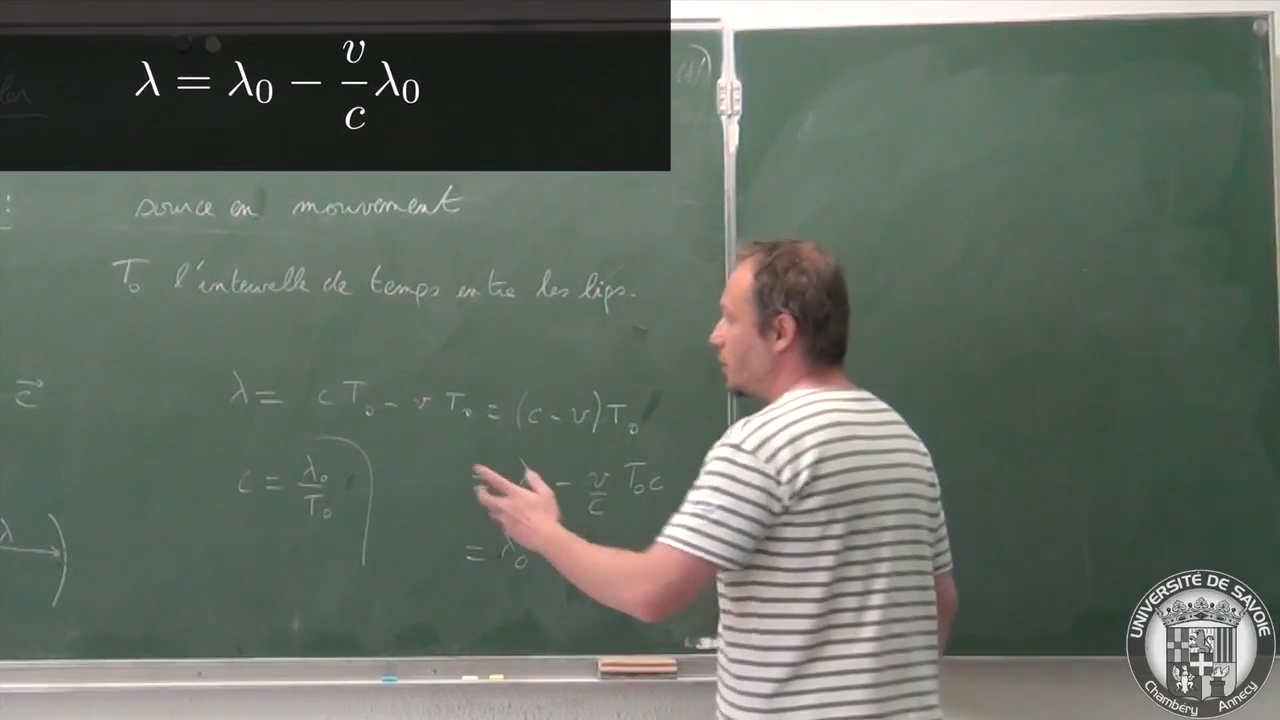 λ = λ₀ − v/c λ₀
:
source en mouvement
T₀ l'intervalle de temps entre les bips.
c⃗
λ = cT₀ - vT₀ = (c-v)T₀
c = λ₀/T₀
= λ - v/c T₀c
λ
= λ₀
UNIVERSITÉ DE SAVOIE
Chambéry Annecy